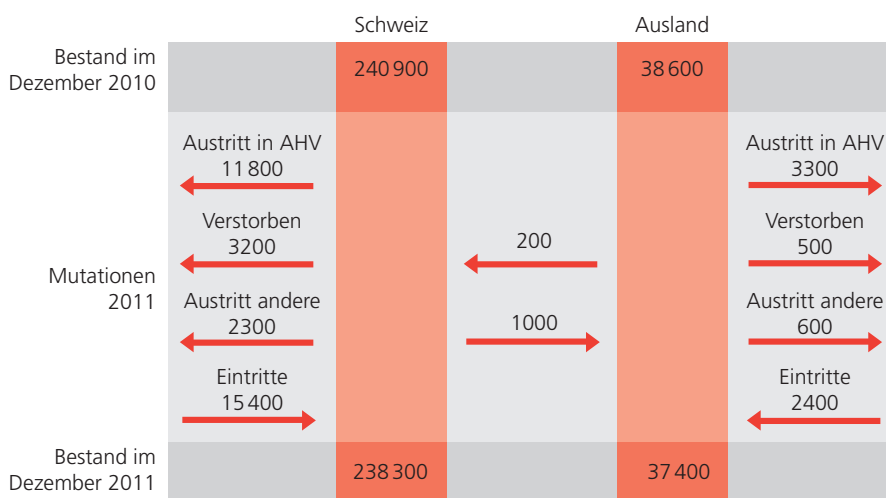 Schweiz Ausland
Bestand im
Dezember 2010
240 900 38 600
Austritt in AHV
11 800
Austritt in AHV
3300
Verstorben
3200
200
Verstorben
500
Mutationen
2011
Austritt andere
2300
1000
Austritt andere
600
Eintritte
15 400
Eintritte
2400
Bestand im
Dezember 2011
238 300 37 400